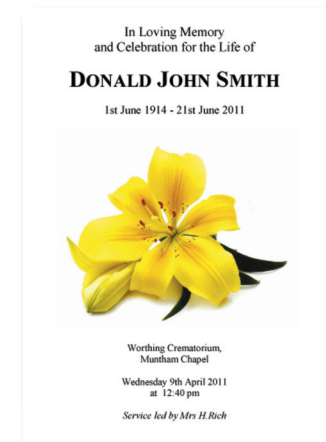 In Loving Memory
and Celebration for the Life of
DONALD JOHN SMITH
1st June 1914 - 21st June 2011
Worthing Crematorium,
Muntham Chapel
Wednesday 9th April 2011
at 12:40 pm
Service led by Mrs H.Rich